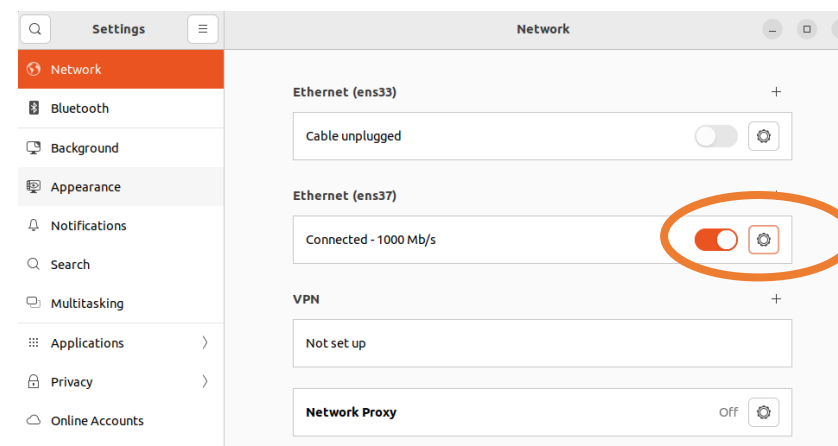 Settings
Network
Network
Bluetooth
Background
Appearance
Notifications
Search
Multitasking
Applications
Privacy
Online Accounts
Ethernet (ens33)
Cable unplugged
Ethernet (ens37)
Connected - 1000 Mb/s
VPN
Not set up
Network Proxy
Off